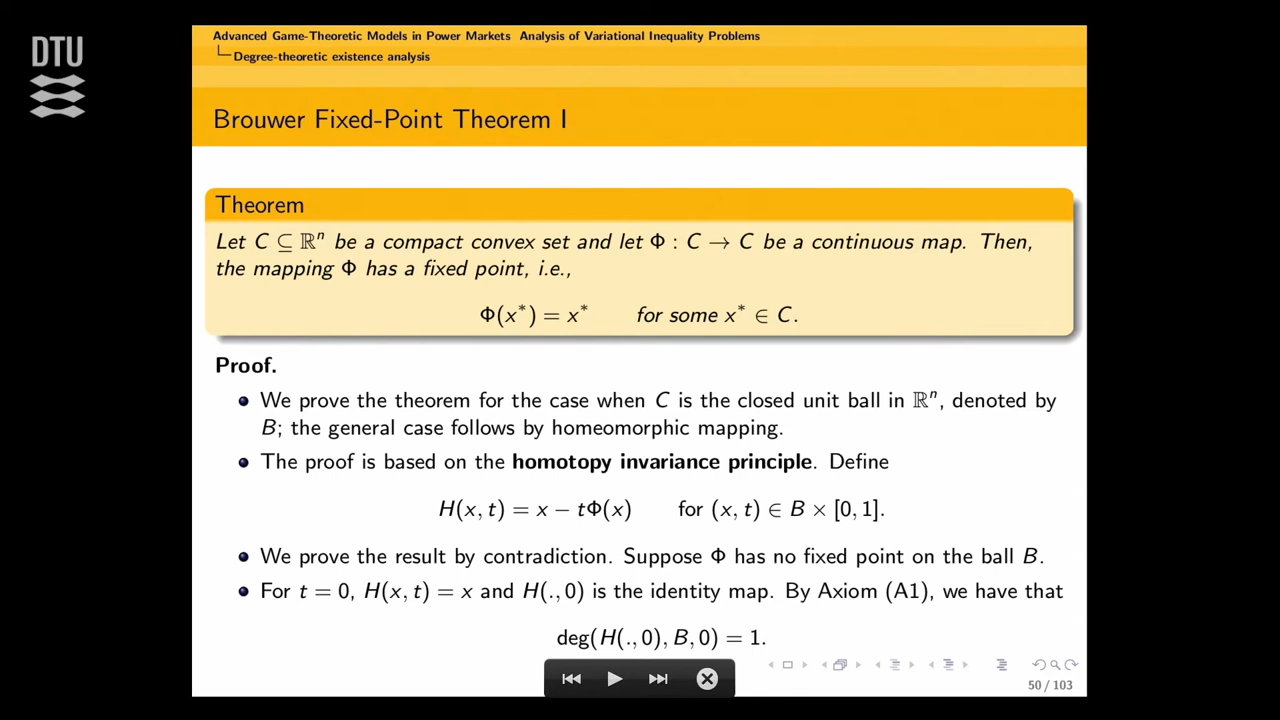 DTU
Advanced Game-Theoretic Models in Power Markets Analysis of Variational Inequality Problems
Degree-theoretic existence analysis
Brouwer Fixed-Point Theorem I
Theorem
Let C ⊆ ℝⁿ be a compact convex set and let Φ : C → C be a continuous map. Then,
the mapping Φ has a fixed point, i.e.,
Φ(x*) = x* for some x* ∈ C.
Proof.
We prove the theorem for the case when C is the closed unit ball in ℝⁿ, denoted by
B; the general case follows by homeomorphic mapping.
The proof is based on the homotopy invariance principle. Define
H(x, t) = x − tΦ(x) for (x, t) ∈ B × [0, 1].
We prove the result by contradiction. Suppose Φ has no fixed point on the ball B.
For t = 0, H(x, t) = x and H(., 0) is the identity map. By Axiom (A1), we have that
deg(H(., 0), B, 0) = 1.
50 / 103